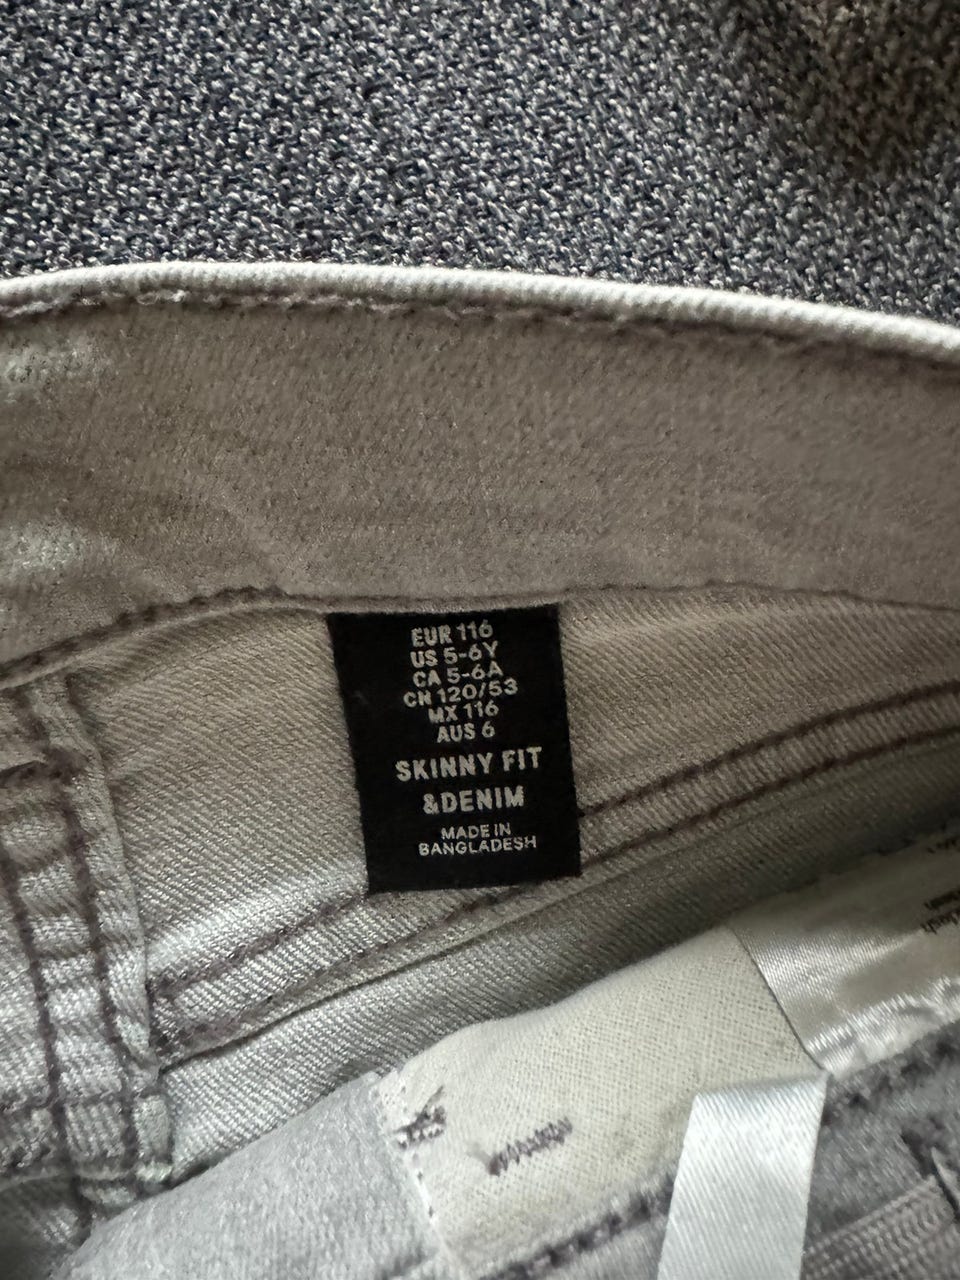 EUR 116
US 5-6Y
CA 5-6A
CN 120/53
MX 116
AUS 6
SKINNY FIT
&DENIM
MADE IN
BANGLADESH